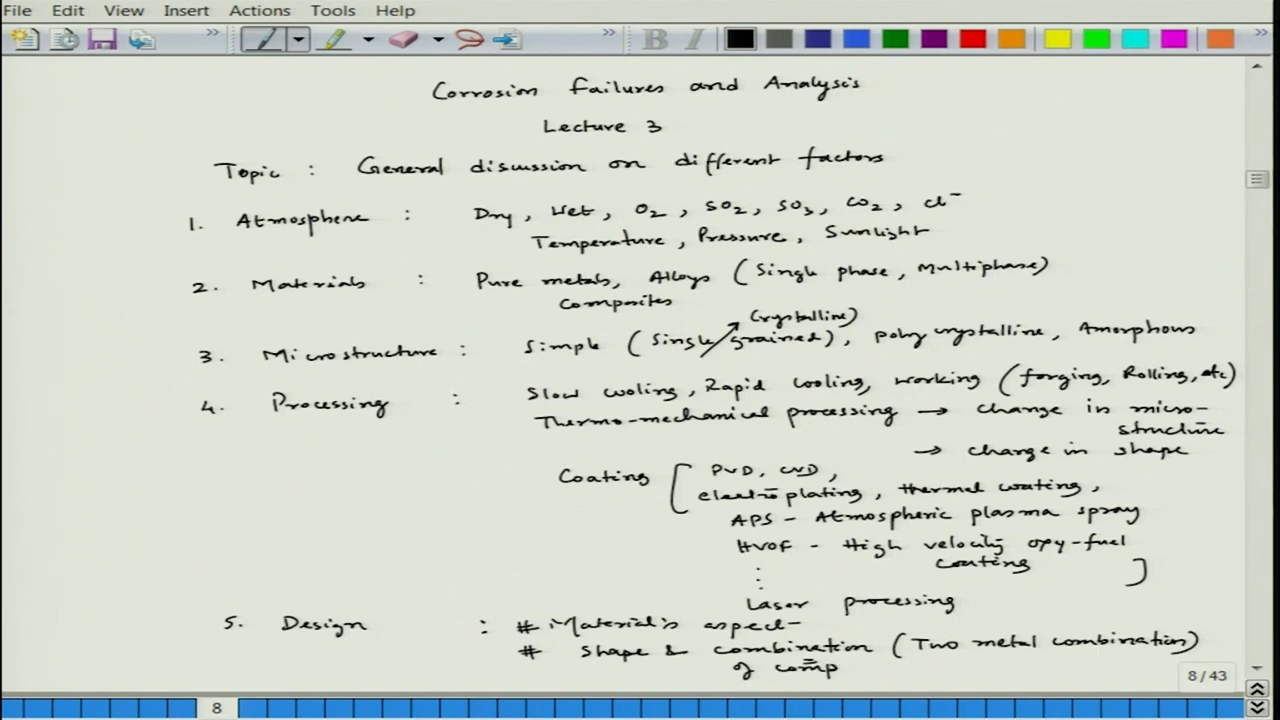 File Edit View Insert Actions Tools Help
Corrosion Failures and Analysis
Lecture 3
Topic : General discussion on different factors
1. Atmosphere : Dry, Wet, O2, SO2, SO3, CO2, Cl-
Temperature, Pressure, Sunlight
2. Materials : Pure metals, Alloys (Single phase, Multiphase)
Composites
(crystalline)
3. Microstructure : Simple (Single grained), poly crystalline, Amorphous
4. Processing : Slow cooling, Rapid cooling, working (forging, Rolling, etc)
Thermo-mechanical processing → change in micro-
structure
→ change in shape
Coating [ PVD, CVD,
electroplating, thermal coating,
APS - Atmospheric plasma spray
HVOF - High velocity oxy-fuel
coating ]
⋮
Laser processing
5. Design : # Material's aspect
# Shape & combination (Two metal combination)
of comp
8/43
8